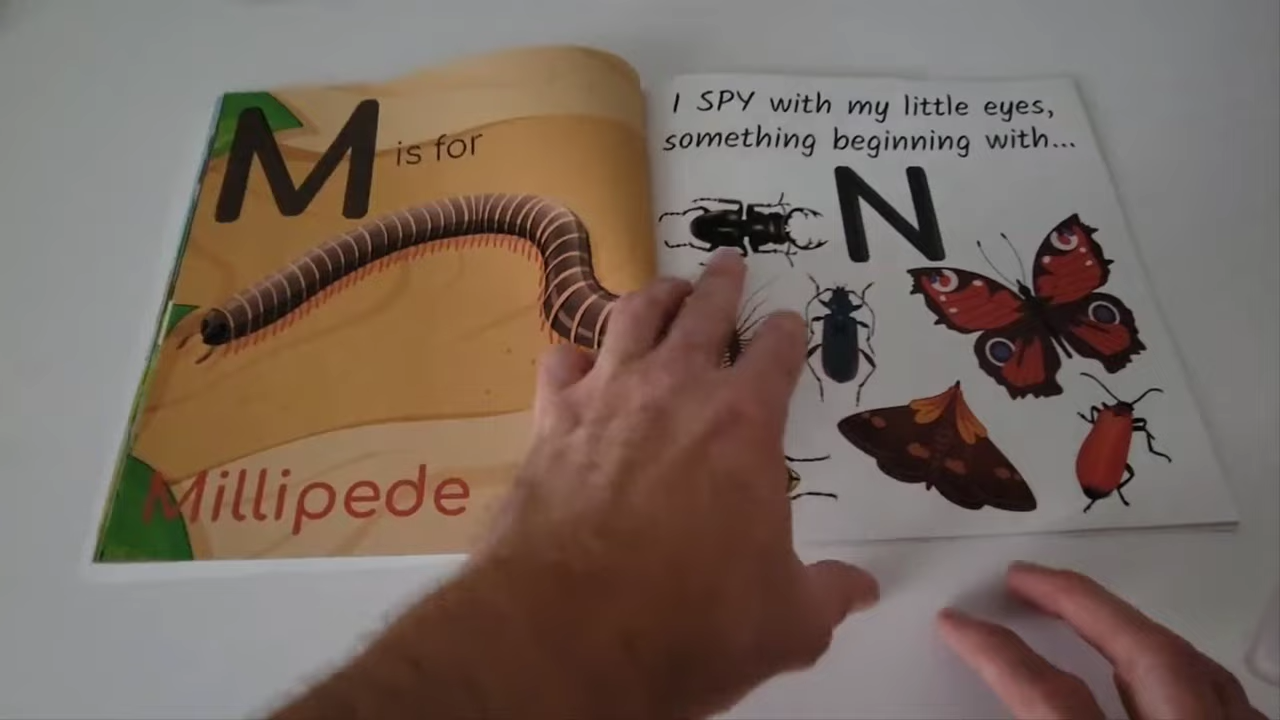 M is for
Millipede
I SPY with my little eyes,
something beginning with...
N